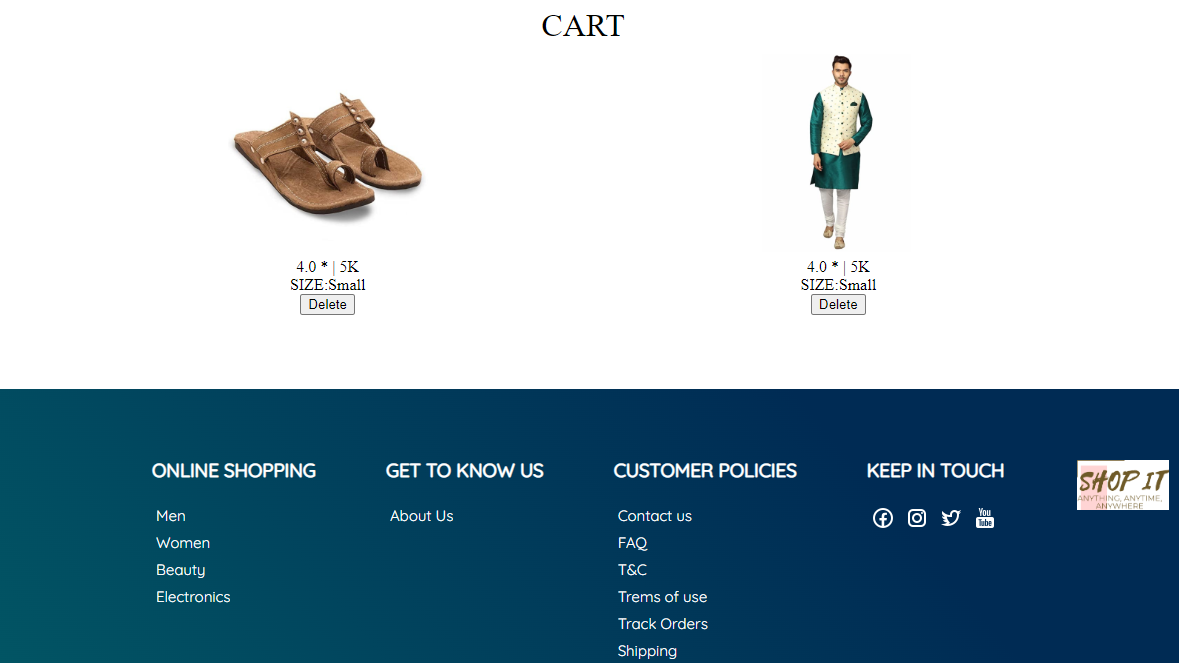 CART
4.0 * | 5K
SIZE:Small
Delete
4.0 * | 5K
SIZE:Small
Delete
ONLINE SHOPPING
Men
Women
Beauty
Electronics
GET TO KNOW US
About Us
CUSTOMER POLICIES
Contact us
FAQ
T&C
Trems of use
Track Orders
Shipping
KEEP IN TOUCH
You
Tube
SHOP IT
ANYTHING, ANYTIME,
ANYWHERE